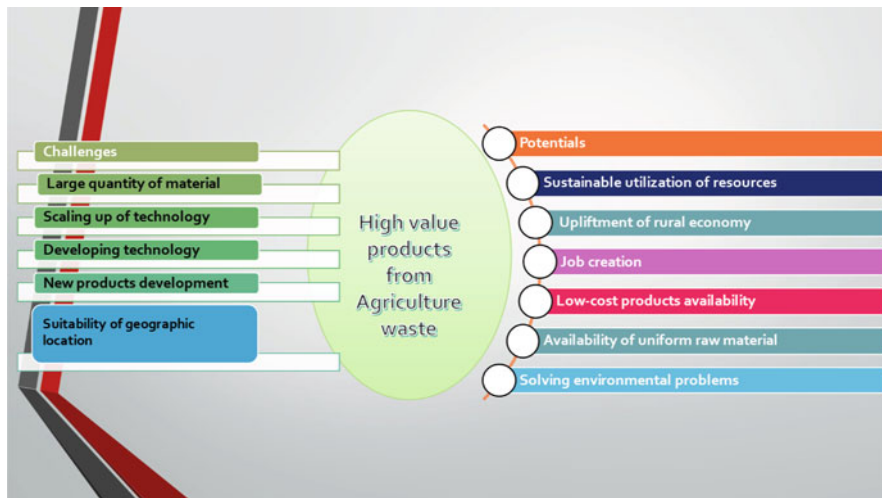 Challenges
Large quantity of material
Scaling up of technology
Developing technology
New products development
Suitability of geographic
location
High value
products
from
Agriculture
waste
Potentials
Sustainable utilization of resources
Upliftment of rural economy
Job creation
Low-cost products availability
Availability of uniform raw material
Solving environmental problems